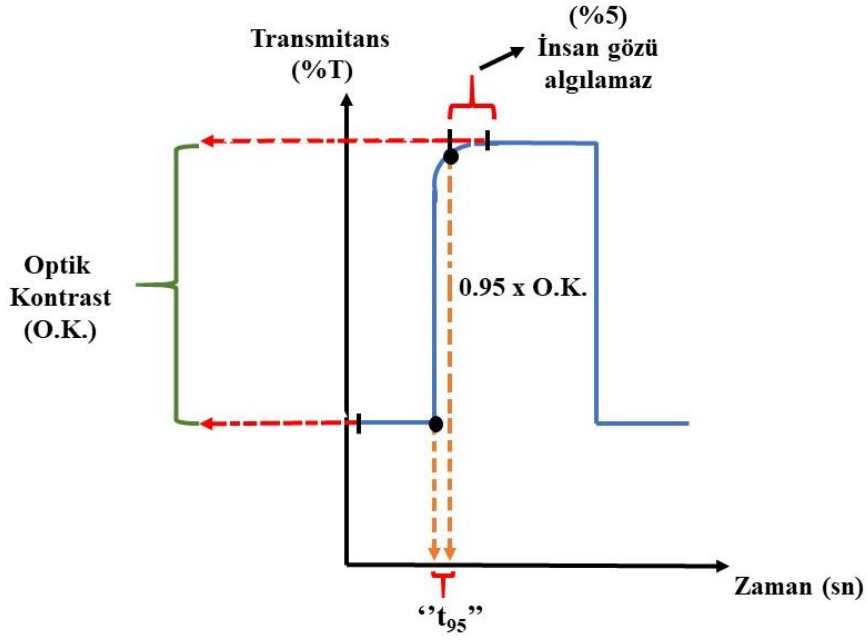 (%5)
İnsan gözü
algılamaz
Transmitans
(%T)
Optik
Kontrast
(O.K.)
0.95 x O.K.
Zaman (sn)
‘’t95’’